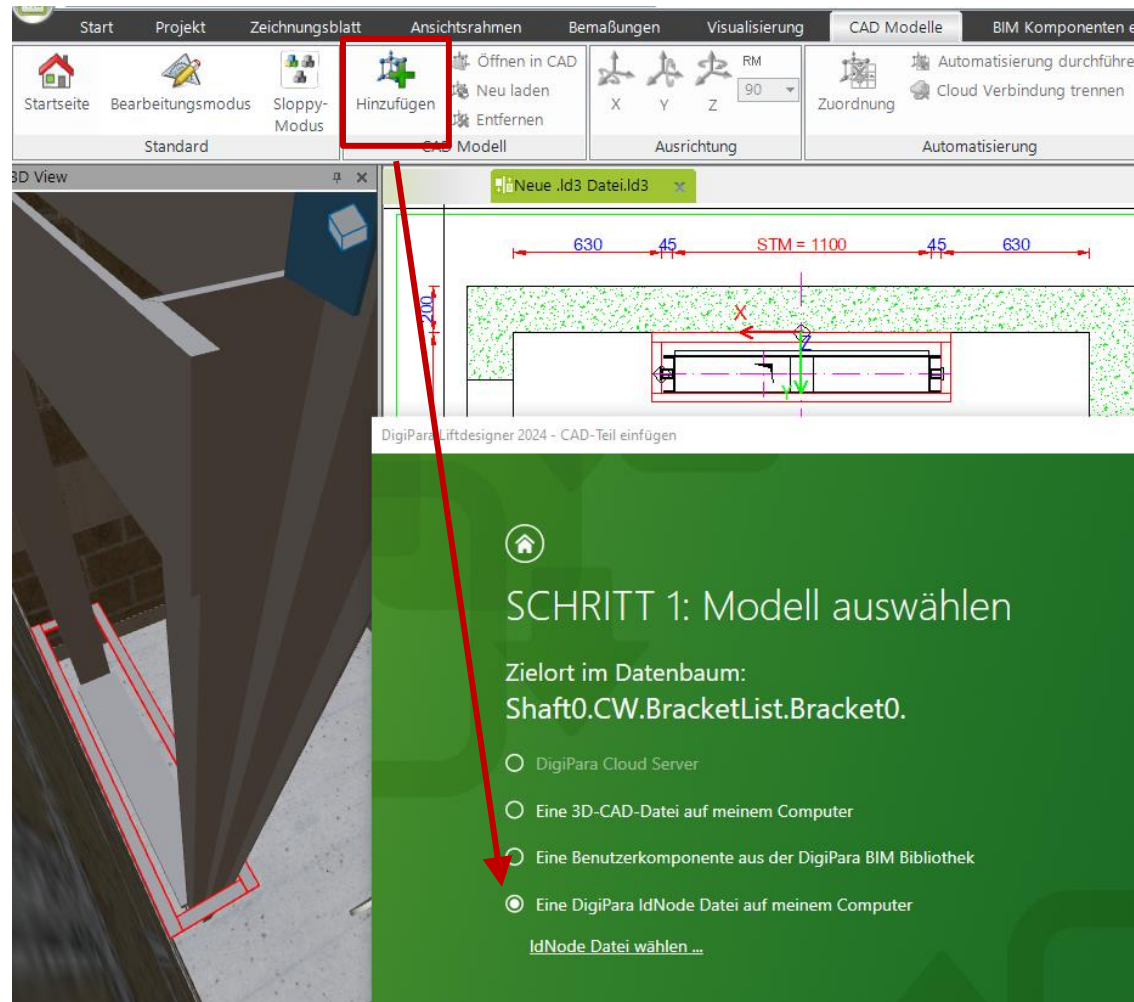 Start Projekt Zeichnungsblatt Ansichtsrahmen Bemaßungen Visualisierung CAD Modelle BIM Komponenten e
Startseite Bearbeitungsmodus Sloppy-Modus
Standard
Hinzufügen
Öffnen in CAD
Neu laden
Entfernen
CAD Modell
X Y Z
RM
90
Ausrichtung
Zuordnung
Automatisierung durchführe
Cloud Verbindung trennen
Automatisierung
3D View
Neue .ld3 Datei.ld3
630 45 STM = 1100 45 630
200
X
Z
Y
DigiPara Liftdesigner 2024 - CAD-Teil einfügen
SCHRITT 1: Modell auswählen
Zielort im Datenbaum:
Shaft0.CW.BracketList.Bracket0.
DigiPara Cloud Server
Eine 3D-CAD-Datei auf meinem Computer
Eine Benutzerkomponente aus der DigiPara BIM Bibliothek
Eine DigiPara IdNode Datei auf meinem Computer
IdNode Datei wählen ...